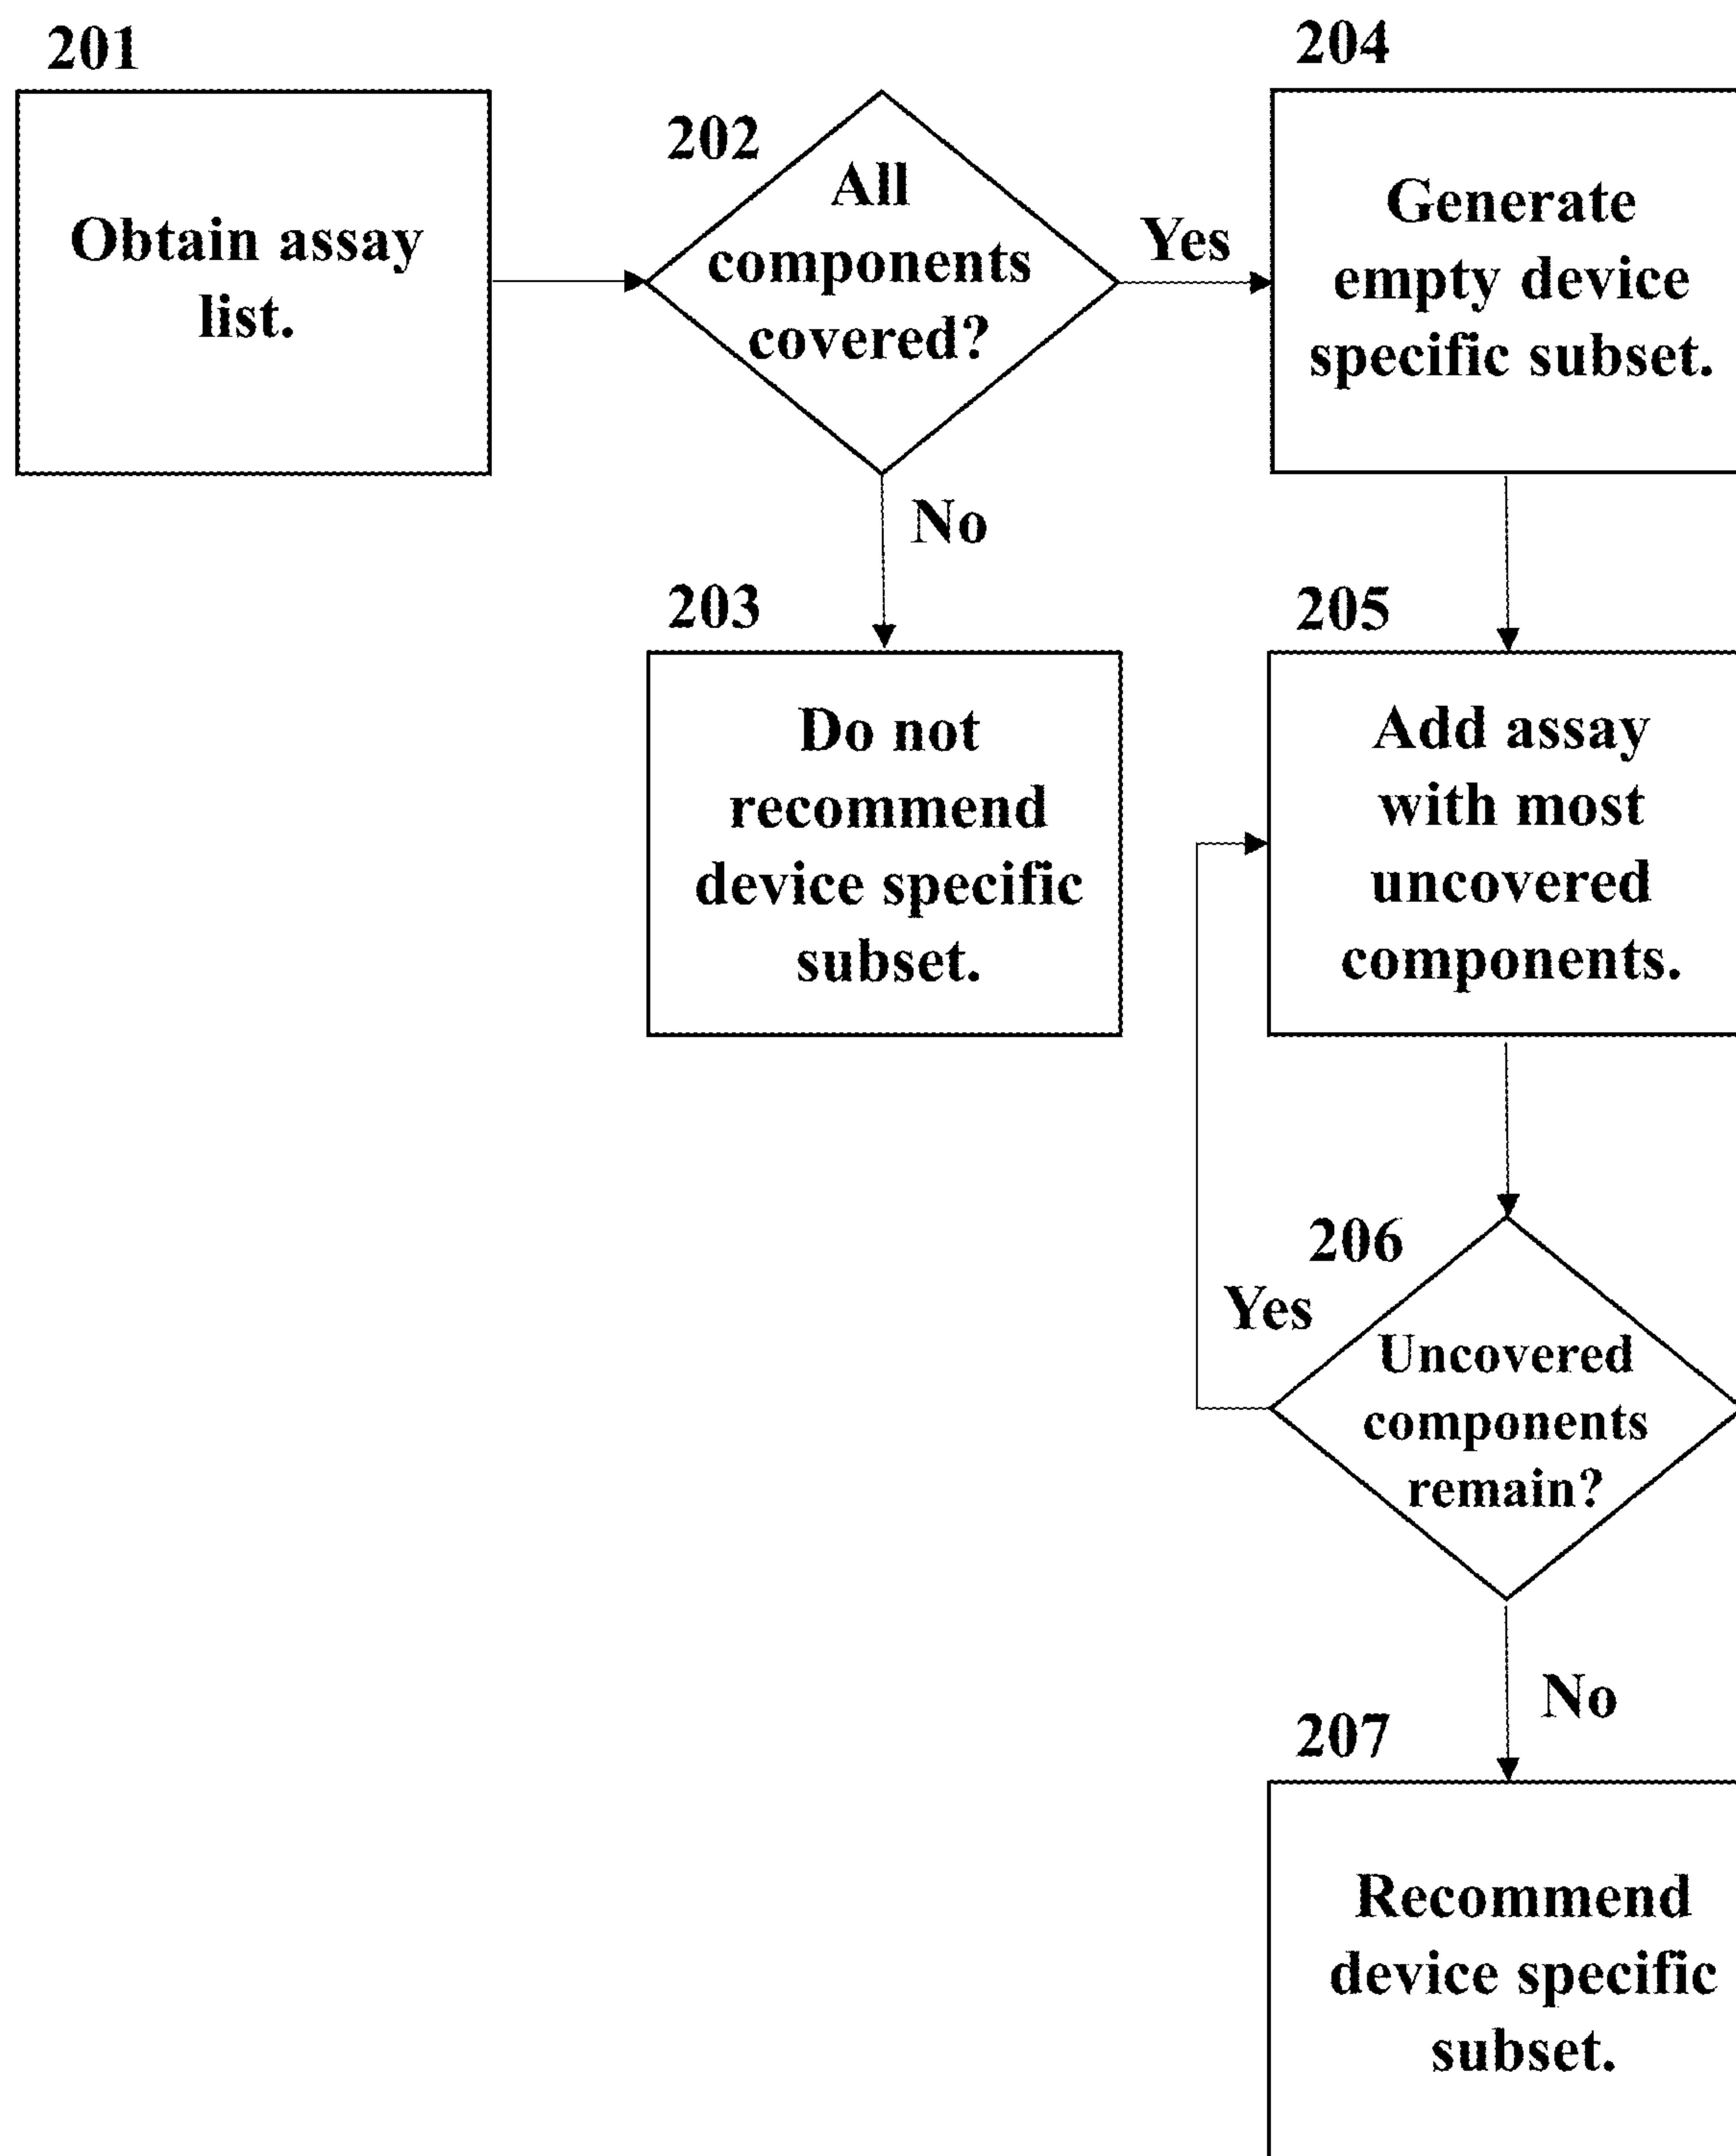 201
Obtain assay
list.
202
All
components
covered?
Yes
204
Generate
empty device
specific subset.
No
203
Do not
recommend
device specific
subset.
205
Add assay
with most
uncovered
components.
206
Yes
Uncovered
components
remain?
No
207
Recommend
device specific
subset.